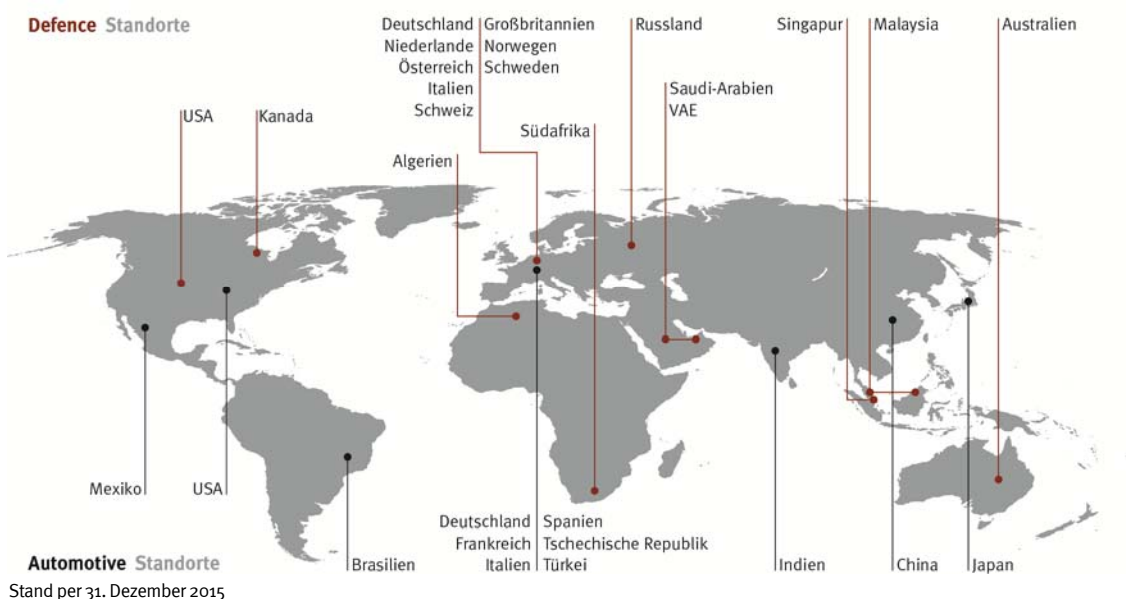 Defence Standorte
Deutschland Großbritannien
Niederlande Norwegen
Österreich Schweden
Italien
Schweiz
Russland
Singapur
Malaysia
Australien
Saudi-Arabien
VAE
USA
Kanada
Südafrika
Algerien
Mexiko
USA
Deutschland Spanien
Frankreich Tschechische Republik
Italien Türkei
Brasilien
Indien
China
Japan
Automotive Standorte
Stand per 31. Dezember 2015